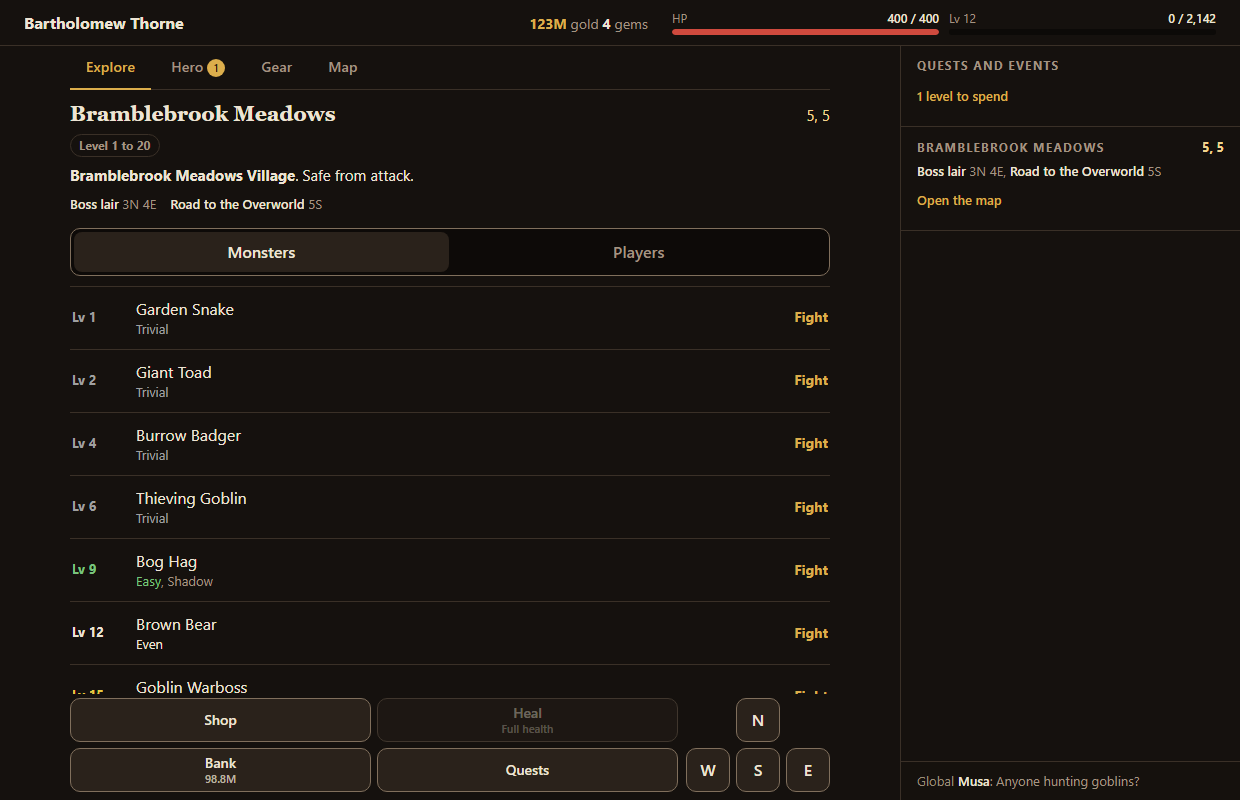 Bartholomew Thorne
123M gold 4 gems
HP 400 / 400
Lv 12 0 / 2,142
Explore
Hero 1
Gear
Map
Bramblebrook Meadows
5, 5
Level 1 to 20
Bramblebrook Meadows Village. Safe from attack.
Boss lair 3N 4E Road to the Overworld 5S
Monsters
Players
Lv 1
Garden Snake
Trivial
Fight
Lv 2
Giant Toad
Trivial
Fight
Lv 4
Burrow Badger
Trivial
Fight
Lv 6
Thieving Goblin
Trivial
Fight
Lv 9
Bog Hag
Easy, Shadow
Fight
Lv 12
Brown Bear
Even
Fight
Lv 15
Goblin Warboss
Fight
Shop
Heal
Full health
Bank
98.8M
Quests
N
W
S
E
QUESTS AND EVENTS
1 level to spend
BRAMBLEBROOK MEADOWS 5, 5
Boss lair 3N 4E, Road to the Overworld 5S
Open the map
Global Musa: Anyone hunting goblins?